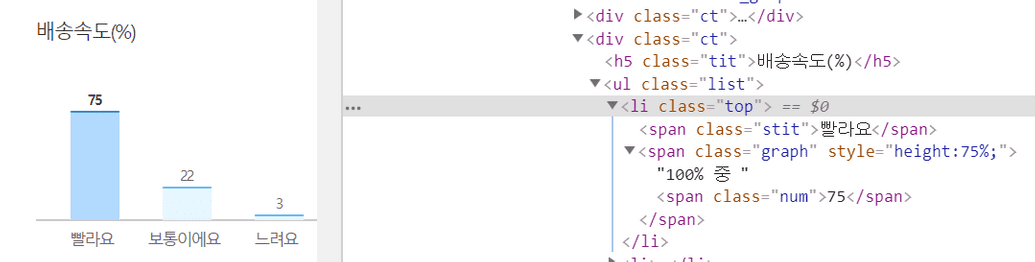 배송속도(%)
75
22
3
빨라요 보통이에요 느려요
<div class="ct">…</div>
<div class="ct">
<h5 class="tit">배송속도(%)</h5>
<ul class="list">
… <li class="top"> == $0
<span class="stit">빨라요</span>
<span class="graph" style="height:75%;">
"100% 중 "
<span class="num">75</span>
</span>
</li>